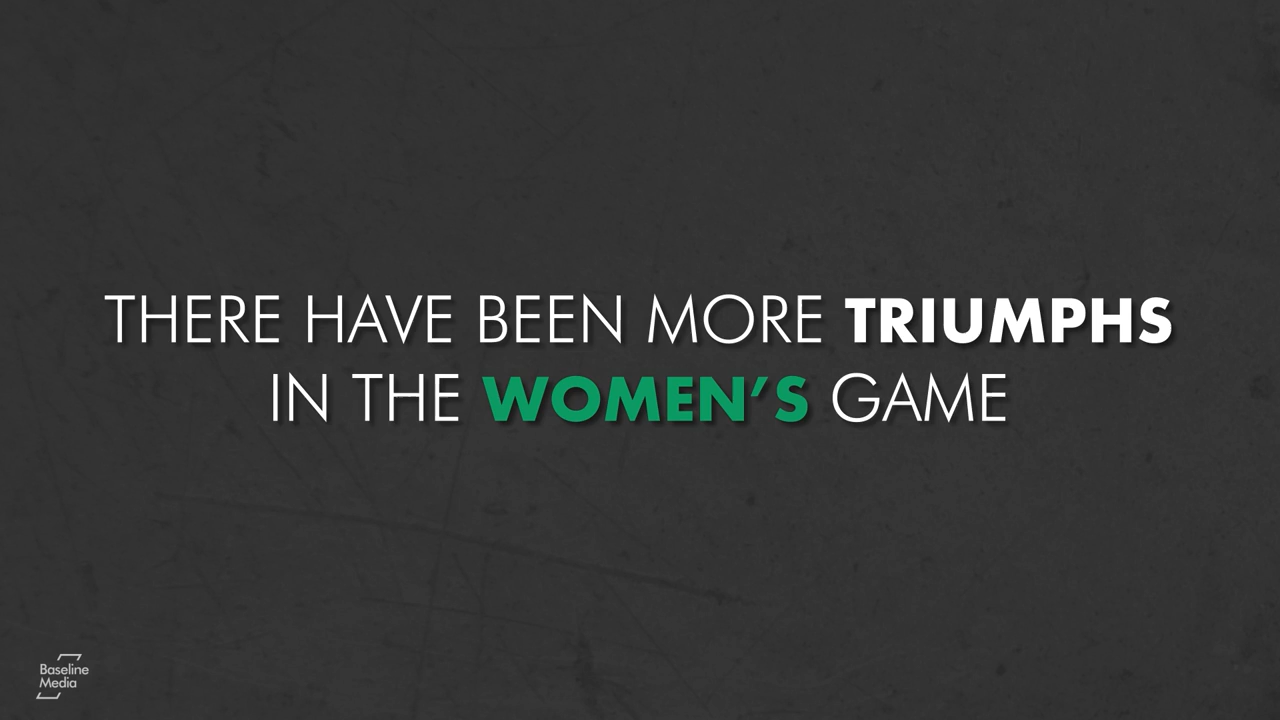 THERE HAVE BEEN MORE TRIUMPHS
IN THE WOMEN’S GAME
Baseline
Media